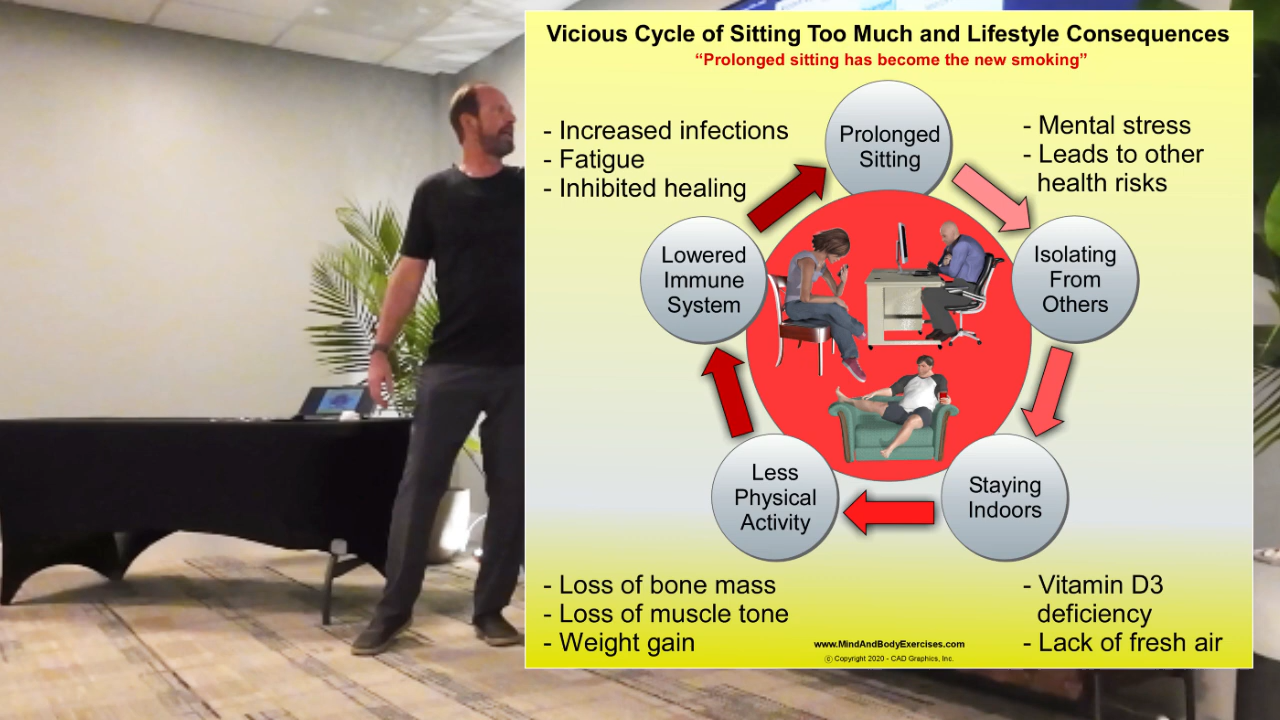 Vicious Cycle of Sitting Too Much and Lifestyle Consequences
“Prolonged sitting has become the new smoking”
- Increased infections
- Fatigue
- Inhibited healing
Prolonged
Sitting
- Mental stress
- Leads to other
health risks
Lowered
Immune
System
Isolating
From
Others
Less
Physical
Activity
Staying
Indoors
- Loss of bone mass
- Loss of muscle tone
- Weight gain
- Vitamin D3
deficiency
- Lack of fresh air
www.MindAndBodyExercises.com
© Copyright 2020 - CAD Graphics, Inc.